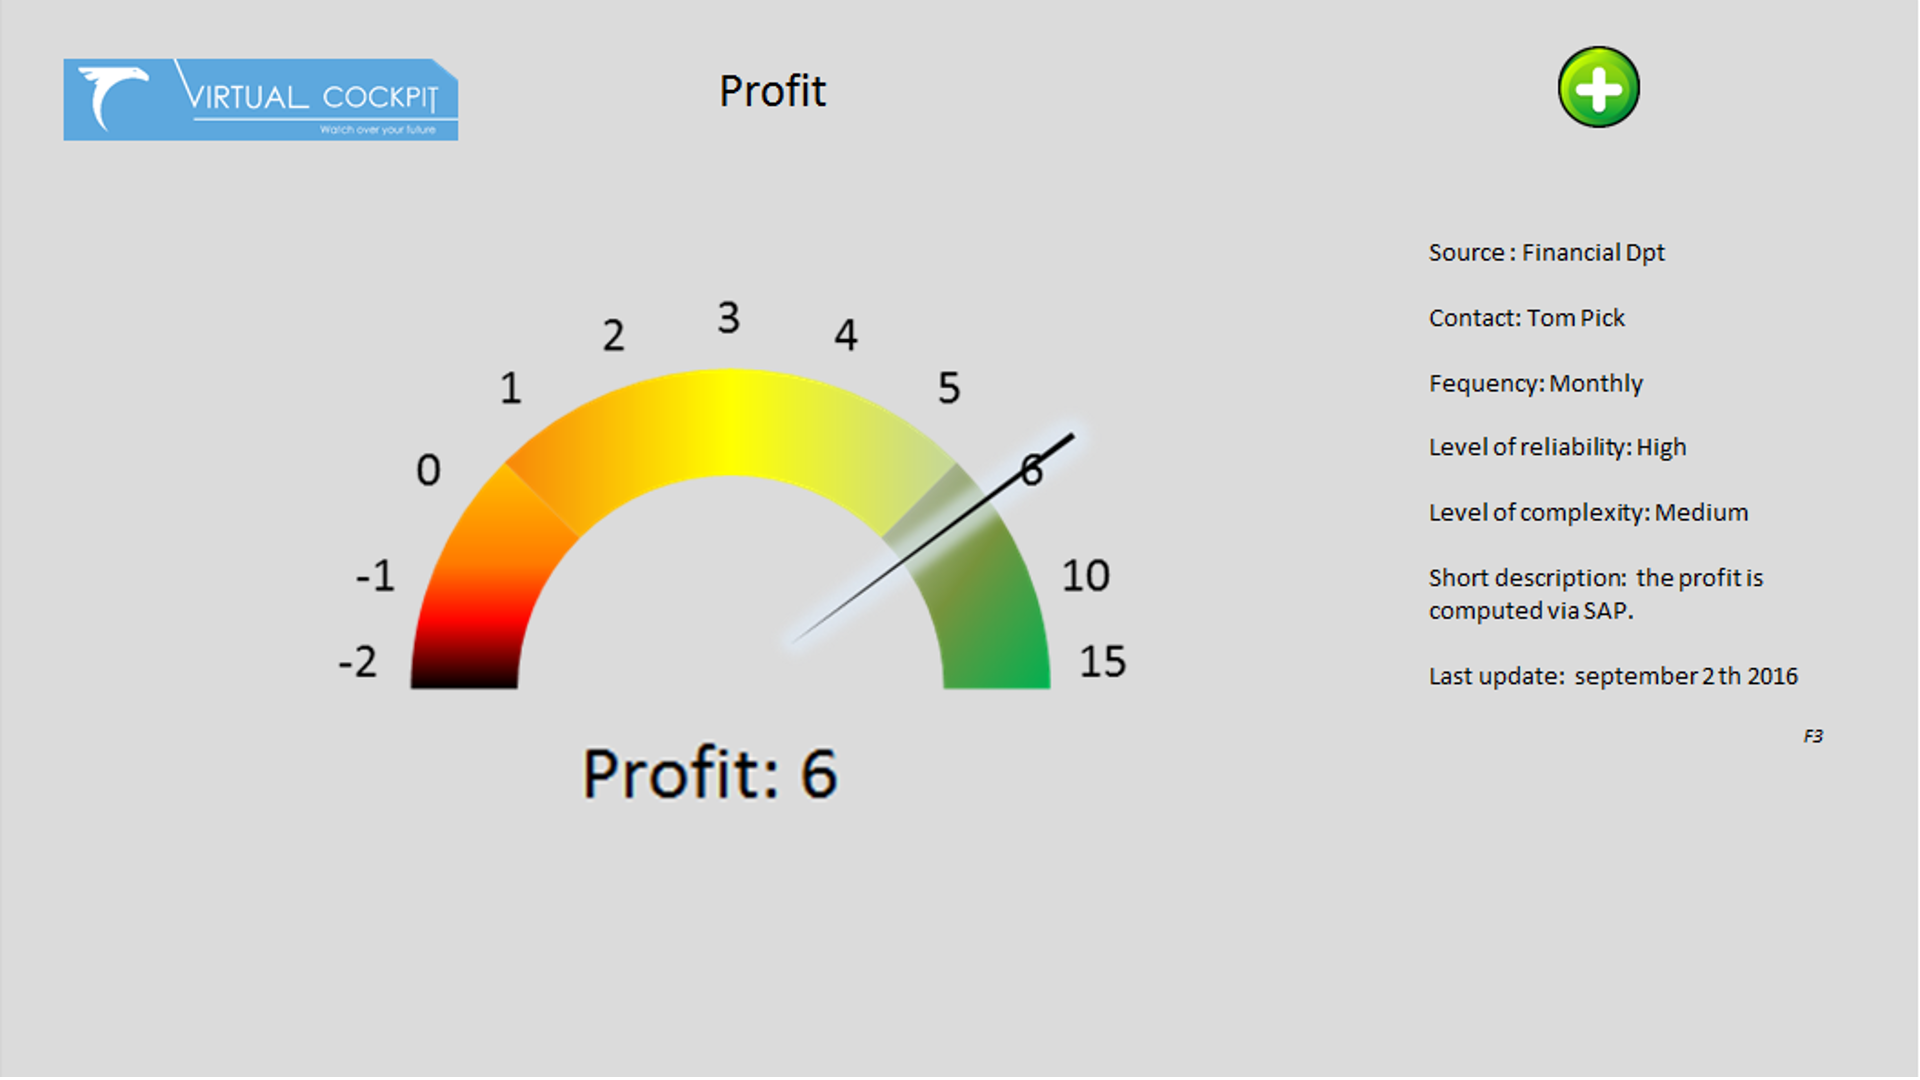 VIRTUAL COCKPIT
Watch over your future
Profit
Source : Financial Dpt
Contact: Tom Pick
Fequency: Monthly
Level of reliability: High
Level of complexity: Medium
Short description:  the profit is
computed via SAP.
Last update:  september 2 th 2016
F3
3
2
4
1
5
0
6
-1
10
-2
15
Profit: 6